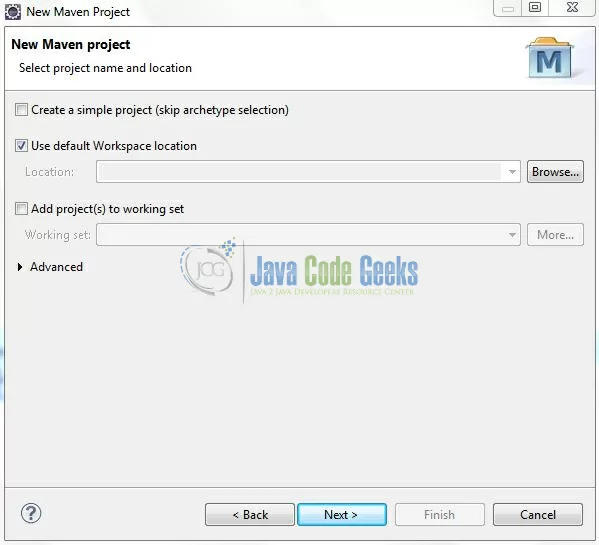 New Maven Project
New Maven project
Select project name and location
M
Create a simple project (skip archetype selection)
Use default Workspace location
Location:
Browse...
Add project(s) to working set
Working set:
More...
Advanced
JCG
Java Code Geeks
Java 2 Java Developers Resource Center
?
< Back
Next >
Finish
Cancel